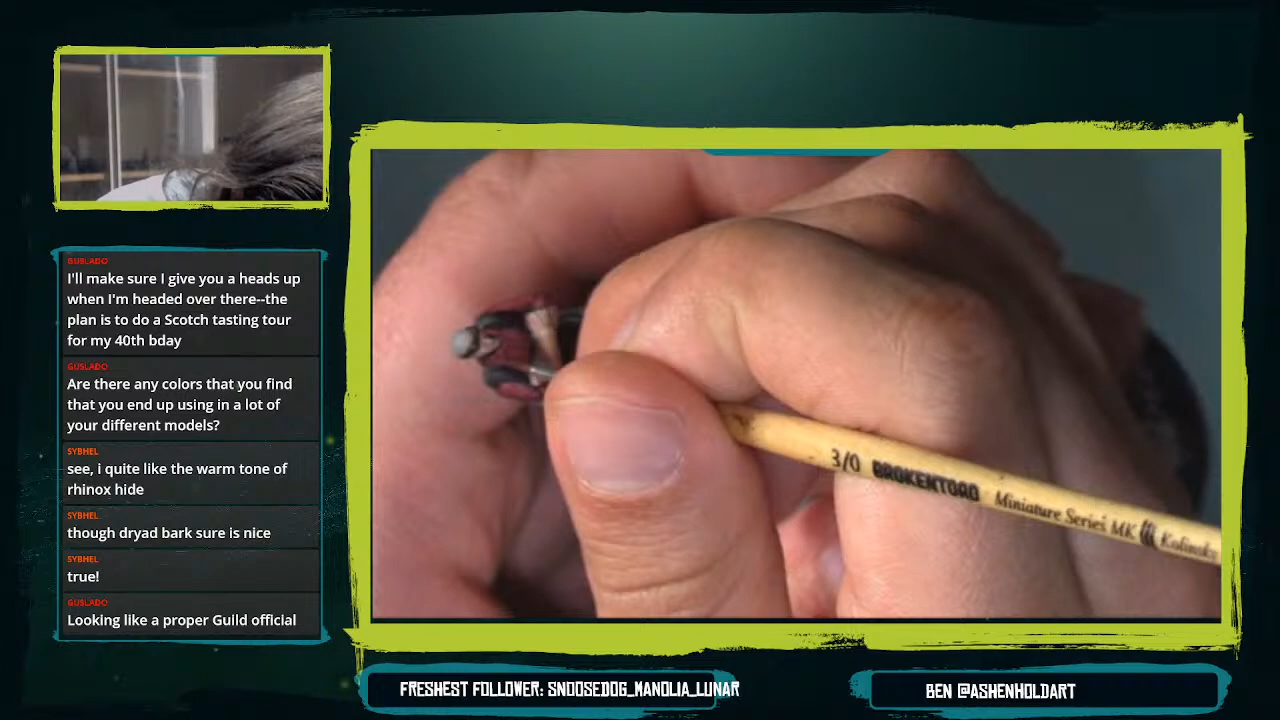 GUSLADO
I'll make sure I give you a heads up
when I'm headed over there--the
plan is to do a Scotch tasting tour
for my 40th bday
GUSLADO
Are there any colors that you find
that you end up using in a lot of
your different models?
SYBHEL
see, i quite like the warm tone of
rhinox hide
SYBHEL
though dryad bark sure is nice
SYBHEL
true!
GUSLADO
Looking like a proper Guild official
3/0 BROKENTOAD Miniature Series MK Kolinsky
FRESHEST FOLLOWER: SNOOSEDOG_MANOLIA_LUNAR
BEN @ASHENHOLDART